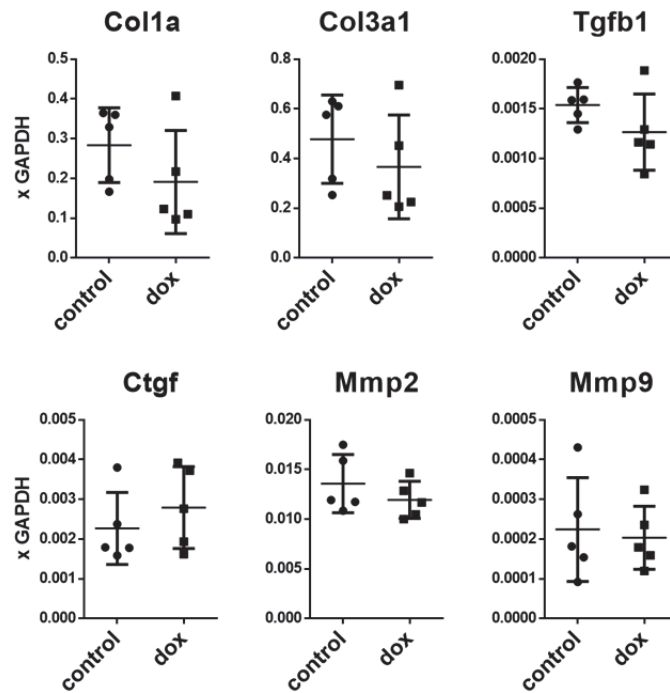 Col1a
Col3a1
Tgfb1
x GAPDH
0.5
0.4
0.3
0.2
0.1
0.0
control
dox
0.8
0.6
0.4
0.2
0.0
control
dox
0.0020
0.0015
0.0010
0.0005
0.0000
control
dox
Ctgf
Mmp2
Mmp9
x GAPDH
0.005
0.004
0.003
0.002
0.001
0.000
control
dox
0.020
0.015
0.010
0.005
0.000
control
dox
0.0005
0.0004
0.0003
0.0002
0.0001
0.0000
control
dox